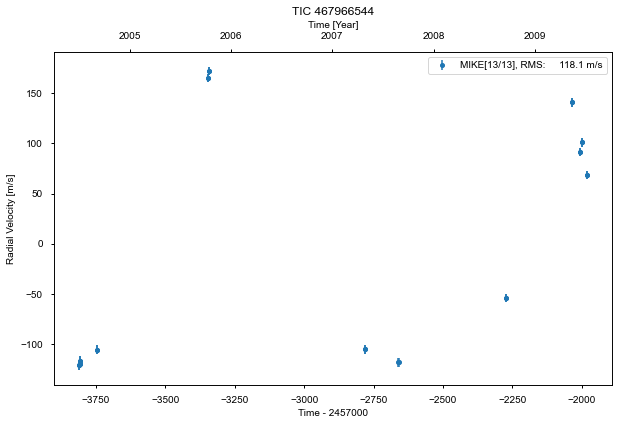 TIC 467966544
Time [Year]
2005 2006 2007 2008 2009
MIKE[13/13], RMS: 118.1 m/s
Radial Velocity [m/s]
150
100
50
0
−50
−100
−3750 −3500 −3250 −3000 −2750 −2500 −2250 −2000
Time - 2457000